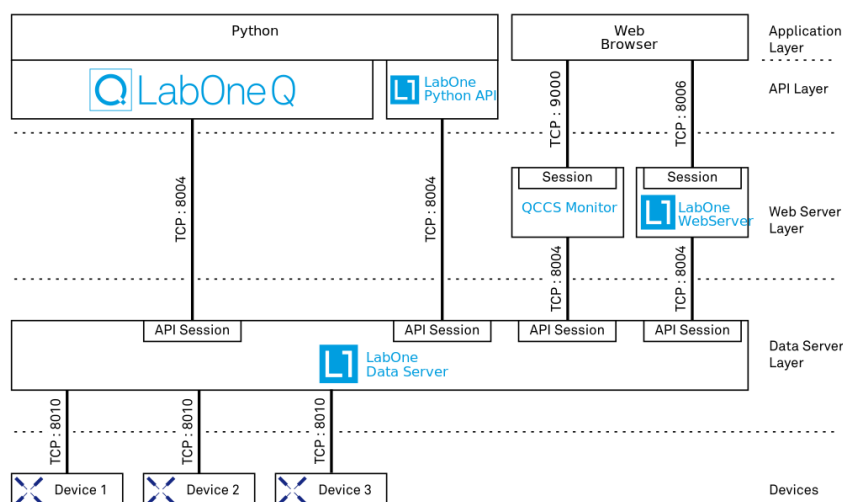 Python
Web
Browser
Application
Layer
LabOne Q
L1 LabOne
Python API
API Layer
TCP : 9000
TCP : 8006
TCP : 8004
TCP : 8004
Session
Session
QCCS Monitor
L1 LabOne
WebServer
Web Server
Layer
TCP : 8004
TCP : 8004
API Session
API Session
API Session
API Session
L1 LabOne
Data Server
Data Server
Layer
TCP : 8010
TCP : 8010
TCP : 8010
Device 1
Device 2
Device 3
Devices